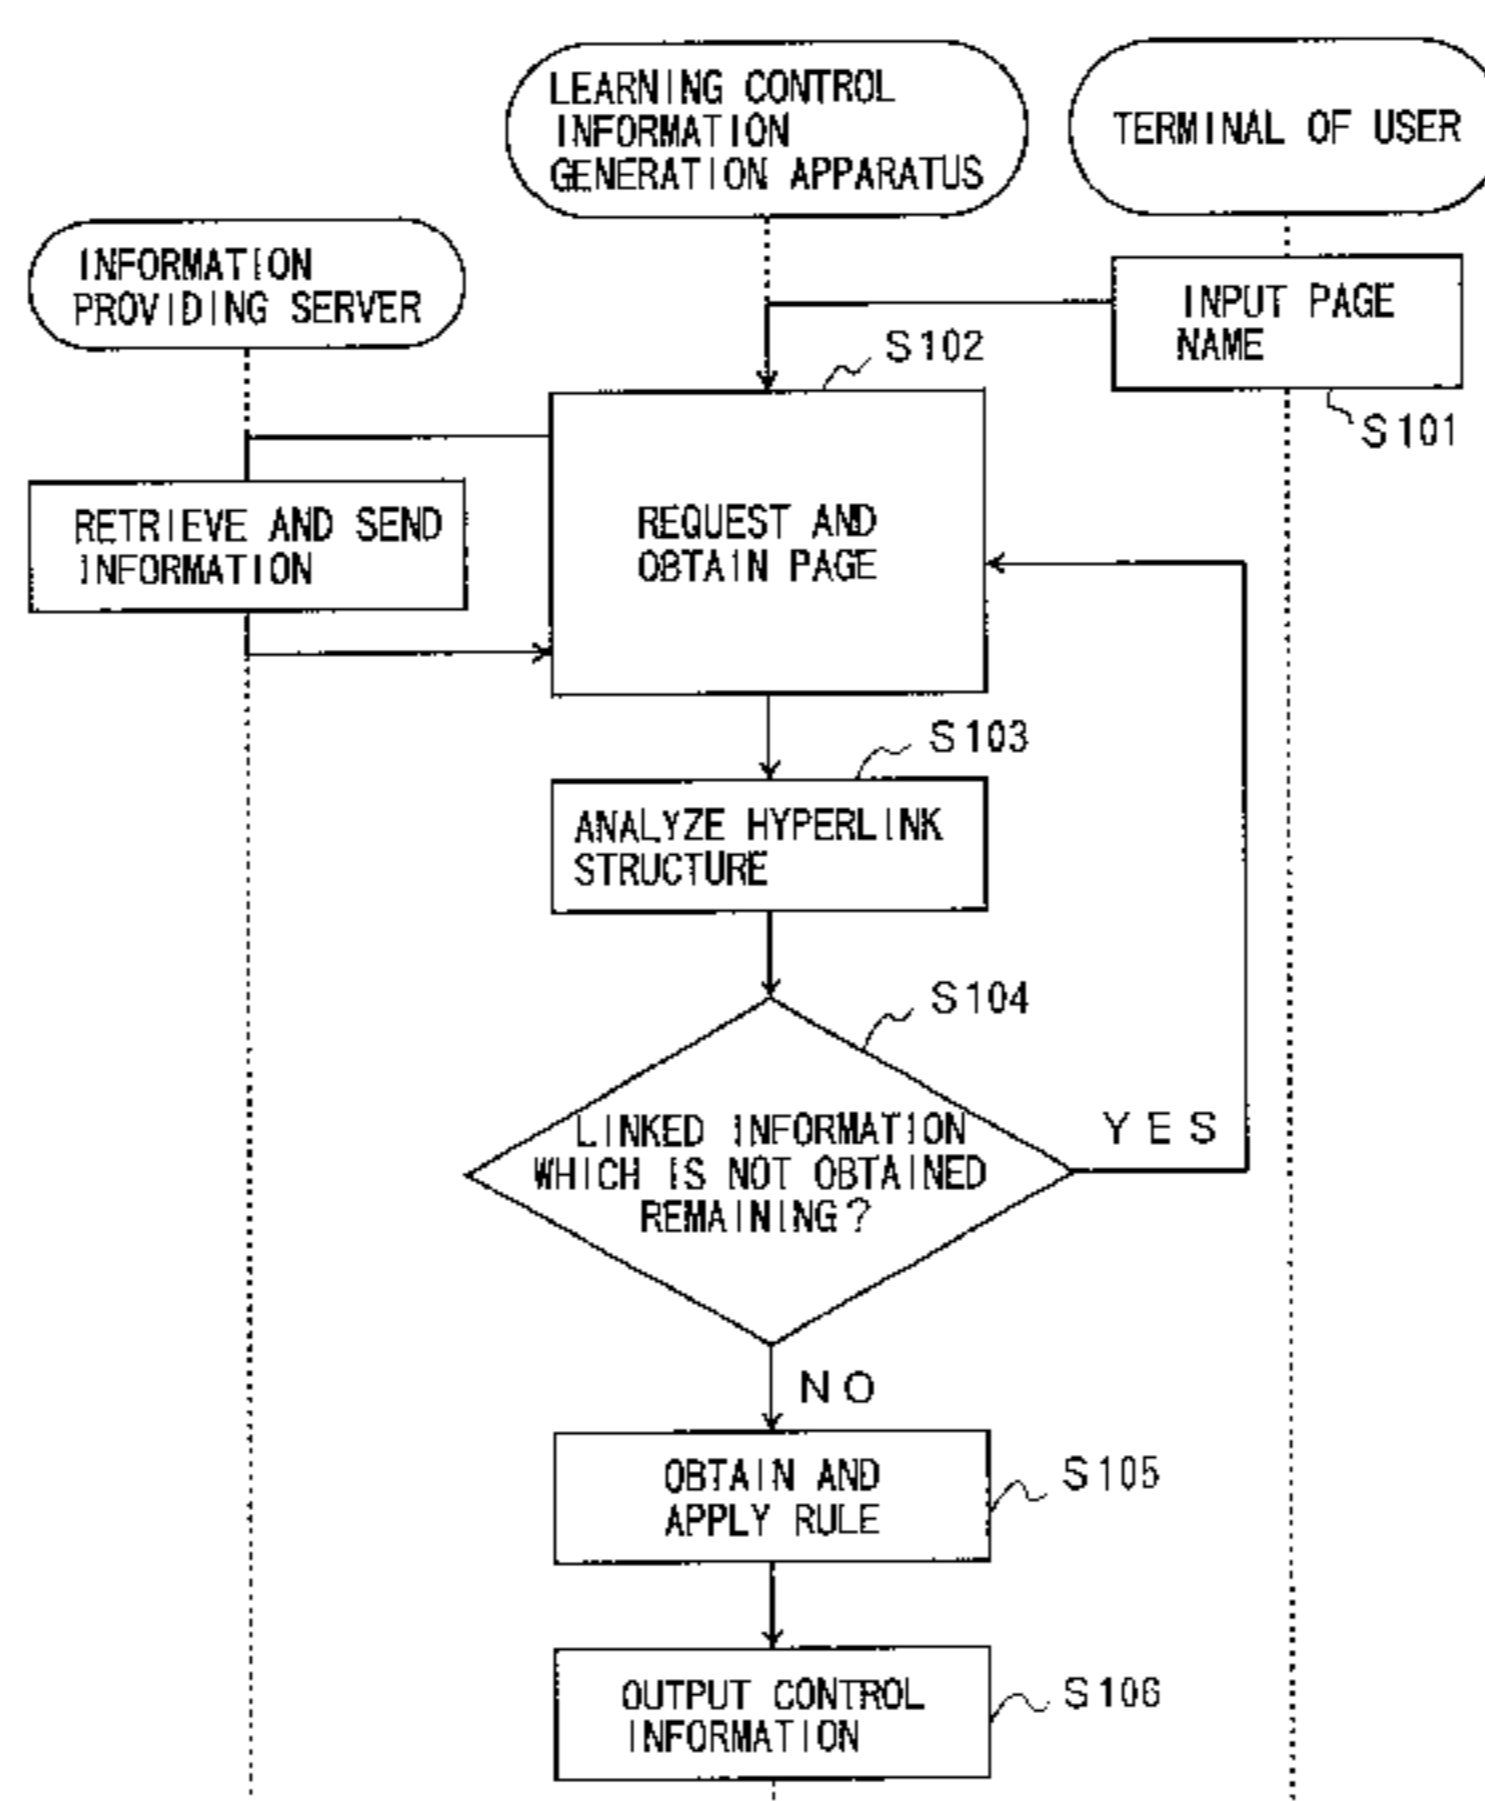 LEARNING CONTROL
INFORMATION
GENERATION APPARATUS
TERMINAL OF USER
INFORMATION
PROVIDING SERVER
INPUT PAGE
NAME
S101
S102
RETRIEVE AND SEND
INFORMATION
REQUEST AND
OBTAIN PAGE
S103
ANALYZE HYPERLINK
STRUCTURE
S104
LINKED INFORMATION
WHICH IS NOT OBTAINED
REMAINING?
YES
NO
OBTAIN AND
APPLY RULE
S105
OUTPUT CONTROL
INFORMATION
S106